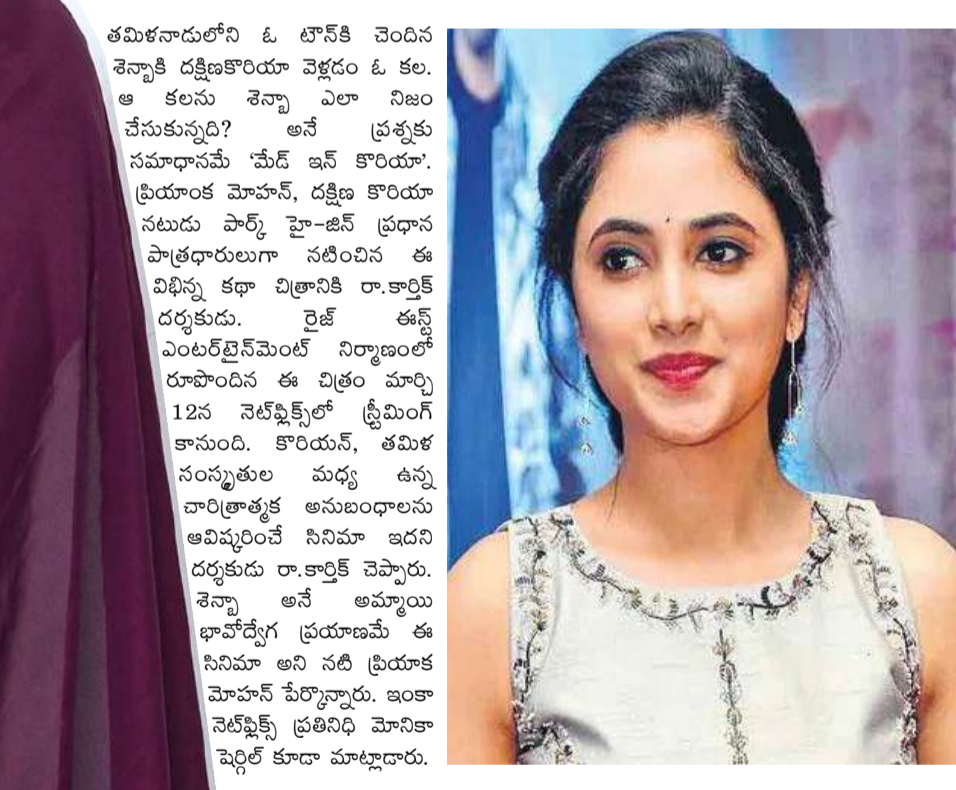 తమిళనాడులోని ఓ టౌన్‌కి చెందిన
శెన్బాకి దక్షిణకొరియా వెళ్లడం ఓ కల.
ఆ కలను శెన్బా ఎలా నిజం
చేసుకున్నది? అనే ప్రశ్నకు
సమాధానమే ‘మేడ్ ఇన్ కొరియా’.
ప్రియాంక మోహన్, దక్షిణ కొరియా
నటుడు పార్క్ హై-జిన్ ప్రధాన
పాత్రధారులుగా నటించిన ఈ
విభిన్న కథా చిత్రానికి రా.కార్తిక్
దర్శకుడు. రైజ్ ఈస్ట్
ఎంటర్‌టైన్‌మెంట్ నిర్మాణంలో
రూపొందిన ఈ చిత్రం మార్చి
12న నెట్‌ఫ్లిక్స్‌లో స్ట్రీమింగ్
కానుంది. కొరియన్, తమిళ
సంస్కృతుల మధ్య ఉన్న
చారిత్రాత్మక అనుబంధాలను
ఆవిష్కరించే సినిమా ఇదని
దర్శకుడు రా.కార్తిక్ చెప్పారు.
శెన్బా అనే అమ్మాయి
భావోద్వేగ ప్రయాణమే ఈ
సినిమా అని నటి ప్రియాక
మోహన్ పేర్కొన్నారు. ఇంకా
నెట్‌ఫ్లిక్స్ ప్రతినిధి మోనికా
షెర్గిల్ కూడా మాట్లాడారు.